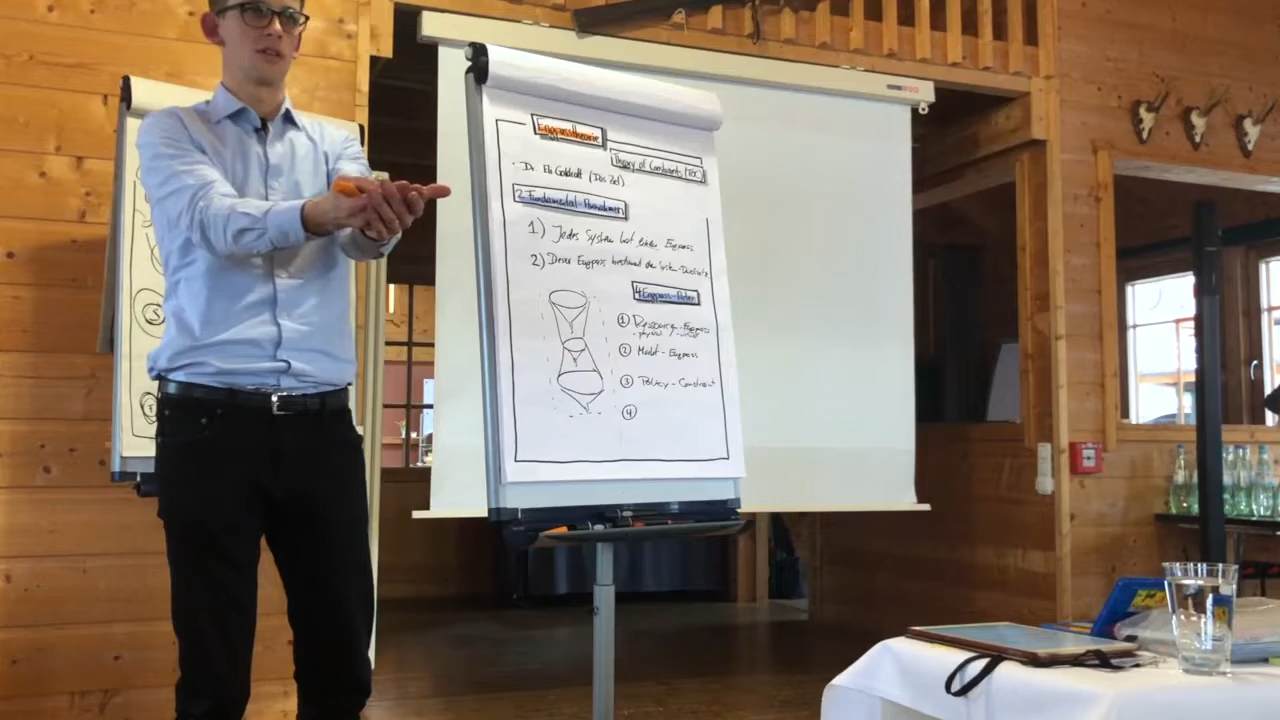 Engpasstheorie
Theory of Constraints (TOC)
· Dr. Eli Goldratt (Das Ziel)
2 Fundamental-Annahmen
1) Jedes System hat einen Engpass
2) Dieser Engpass bestimmt den System-Durchsatz
4 Engpass-Arten
① Ressourcen-Engpass
② Markt - Engpass
③ Policy - Constraint
④